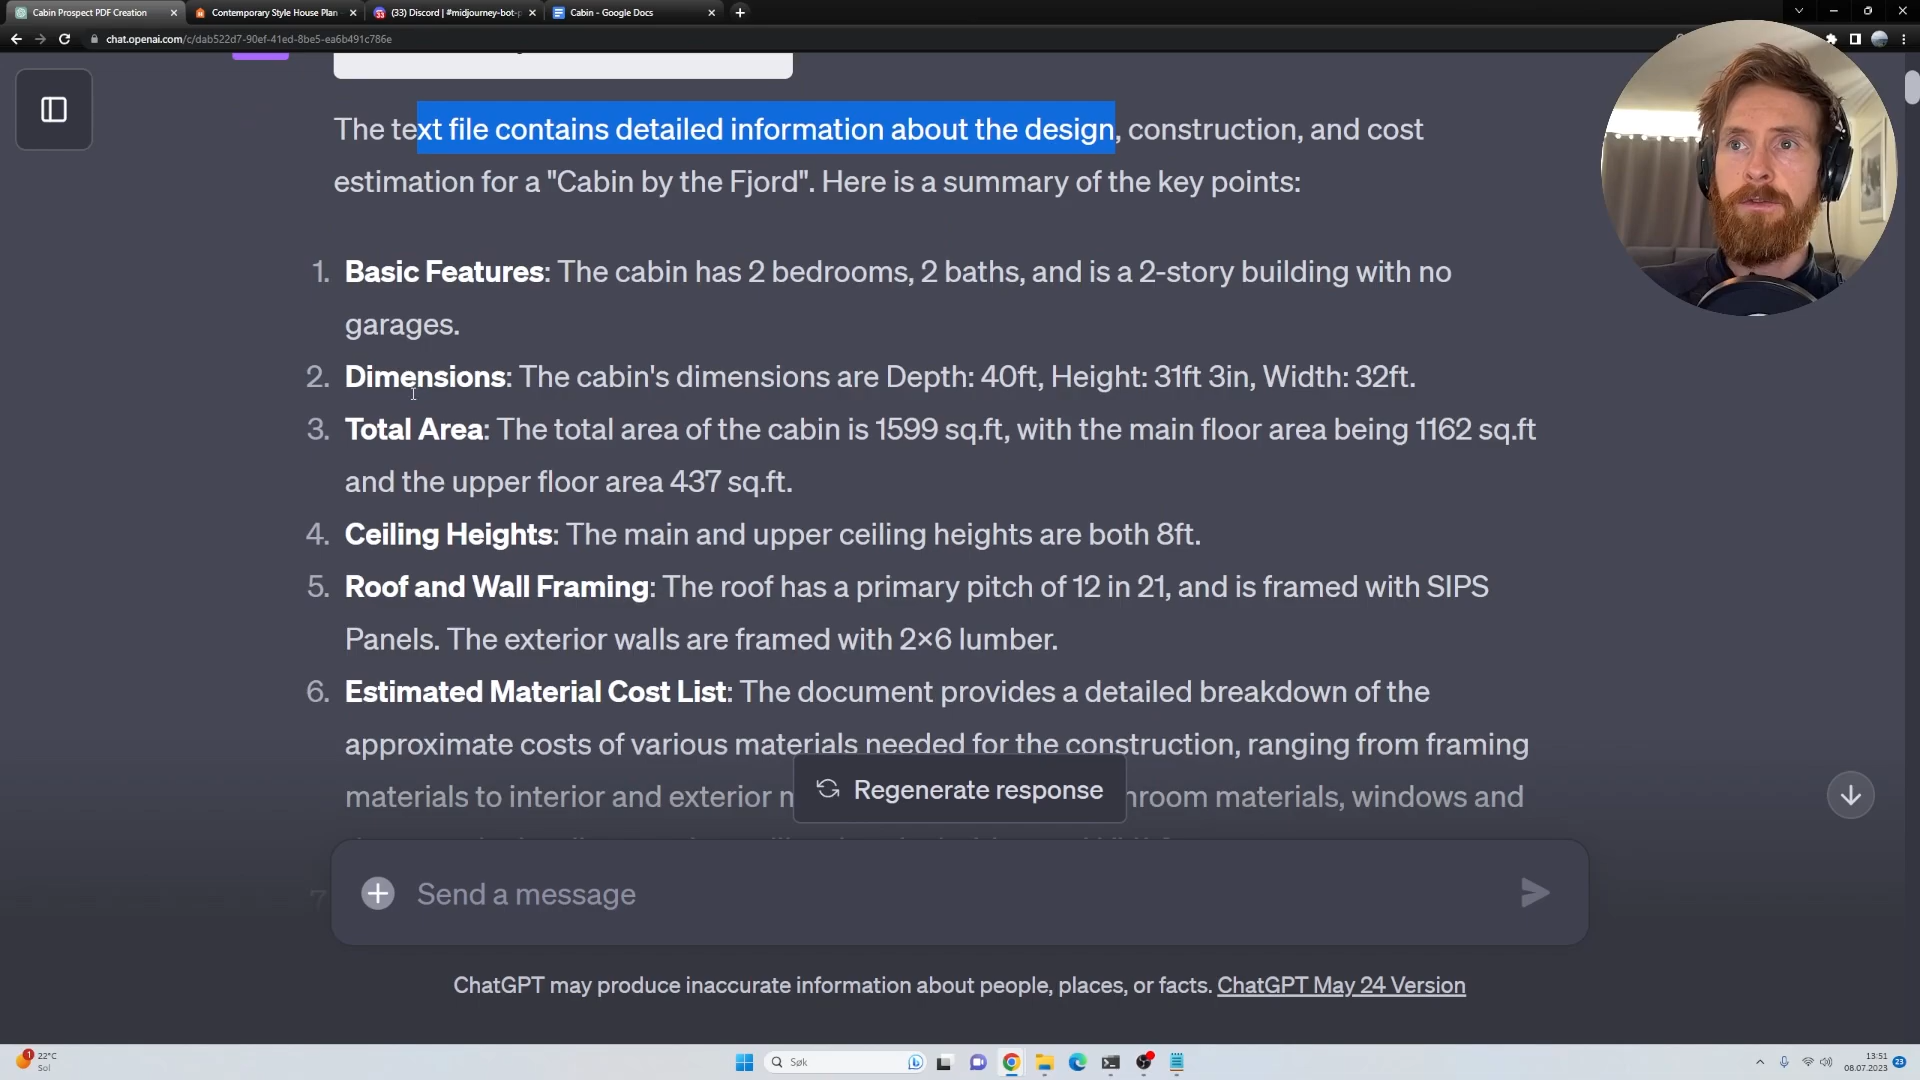 Cabin Prospect PDF Creation
Contemporary Style House Plan
(33) Discord | #midjourney-bot-
Cabin - Google Docs
chat.openai.com/c/dab522d7-90ef-41ed-8be5-ea6b491c786e
The text file contains detailed information about the design, construction, and cost
estimation for a "Cabin by the Fjord". Here is a summary of the key points:
1. Basic Features: The cabin has 2 bedrooms, 2 baths, and is a 2-story building with no
garages.
2. Dimensions: The cabin's dimensions are Depth: 40ft, Height: 31ft 3in, Width: 32ft.
3. Total Area: The total area of the cabin is 1599 sq.ft, with the main floor area being 1162 sq.ft
and the upper floor area 437 sq.ft.
4. Ceiling Heights: The main and upper ceiling heights are both 8ft.
5. Roof and Wall Framing: The roof has a primary pitch of 12 in 21, and is framed with SIPS
Panels. The exterior walls are framed with 2×6 lumber.
6. Estimated Material Cost List: The document provides a detailed breakdown of the
approximate costs of various materials needed for the construction, ranging from framing
materials to interior and exterior materials, windows and
Regenerate response
Send a message
ChatGPT may produce inaccurate information about people, places, or facts. ChatGPT May 24 Version
1
22°C
Sol
Søk
13:51
08.07.2023
23